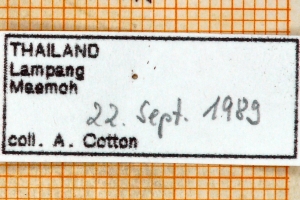 THAILAND
Lampang
Maemoh
22. Sept. 1989
coll. A. Cotton